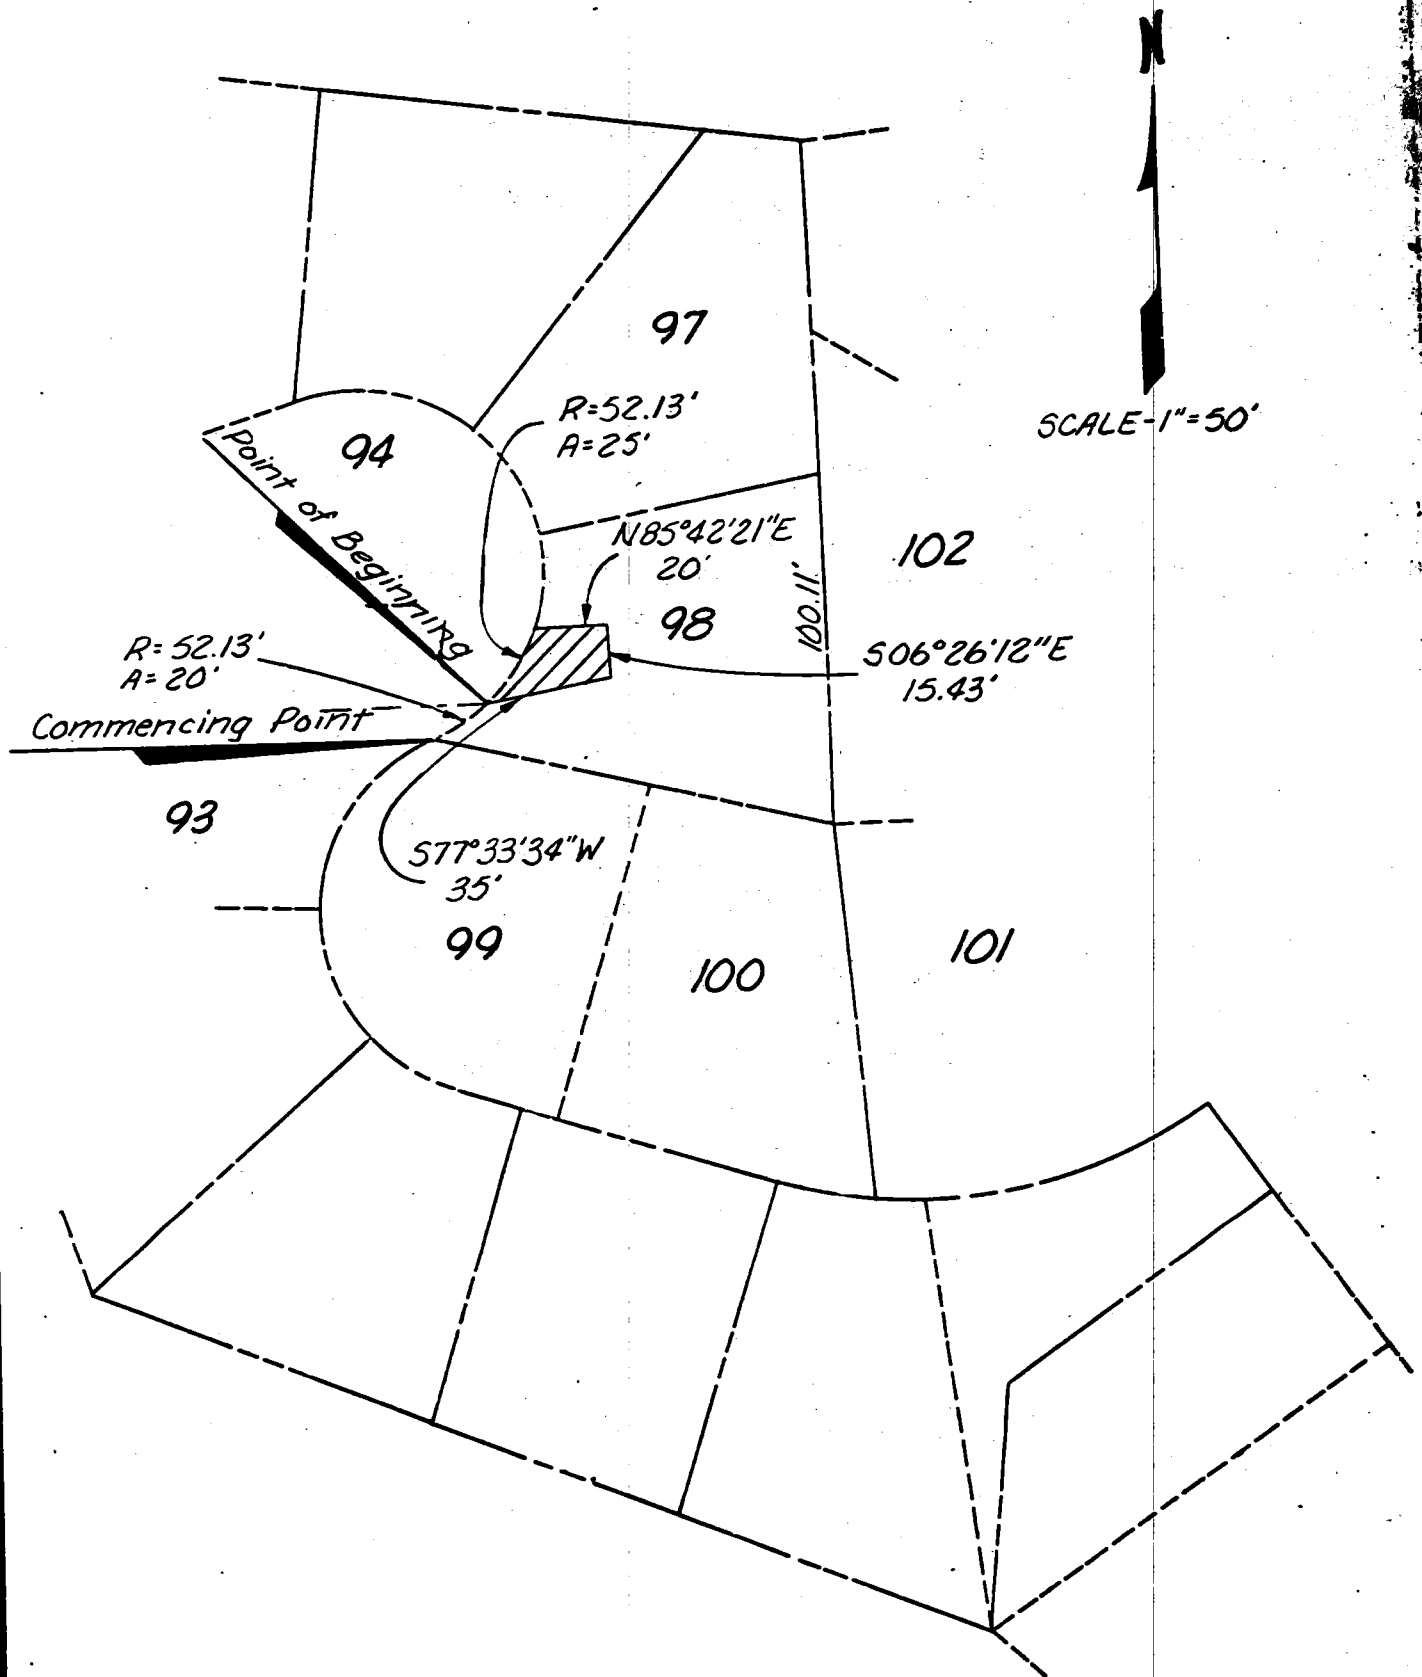 N
SCALE-1"=50'
97
R=52.13'
A=25'
94
Point of Beginning
N85°42'21"E
20'
102
98
100.11'
R=52.13'
A=20'
S06°26'12"E
15.43'
Commencing Point
93
S77°33'34"W
35'
99
100
101